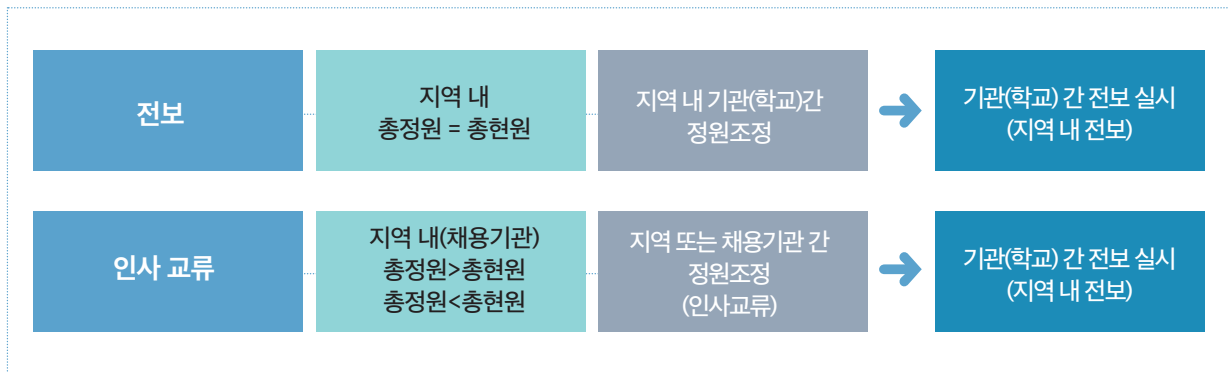 전보
지역 내
총정원 = 총현원
지역 내 기관(학교)간
정원조정
기관(학교) 간 전보 실시
(지역 내 전보)
인사 교류
지역 내(채용기관)
총정원>총현원
총정원<총현원
지역 또는 채용기관 간
정원조정
(인사교류)
기관(학교) 간 전보 실시
(지역 내 전보)